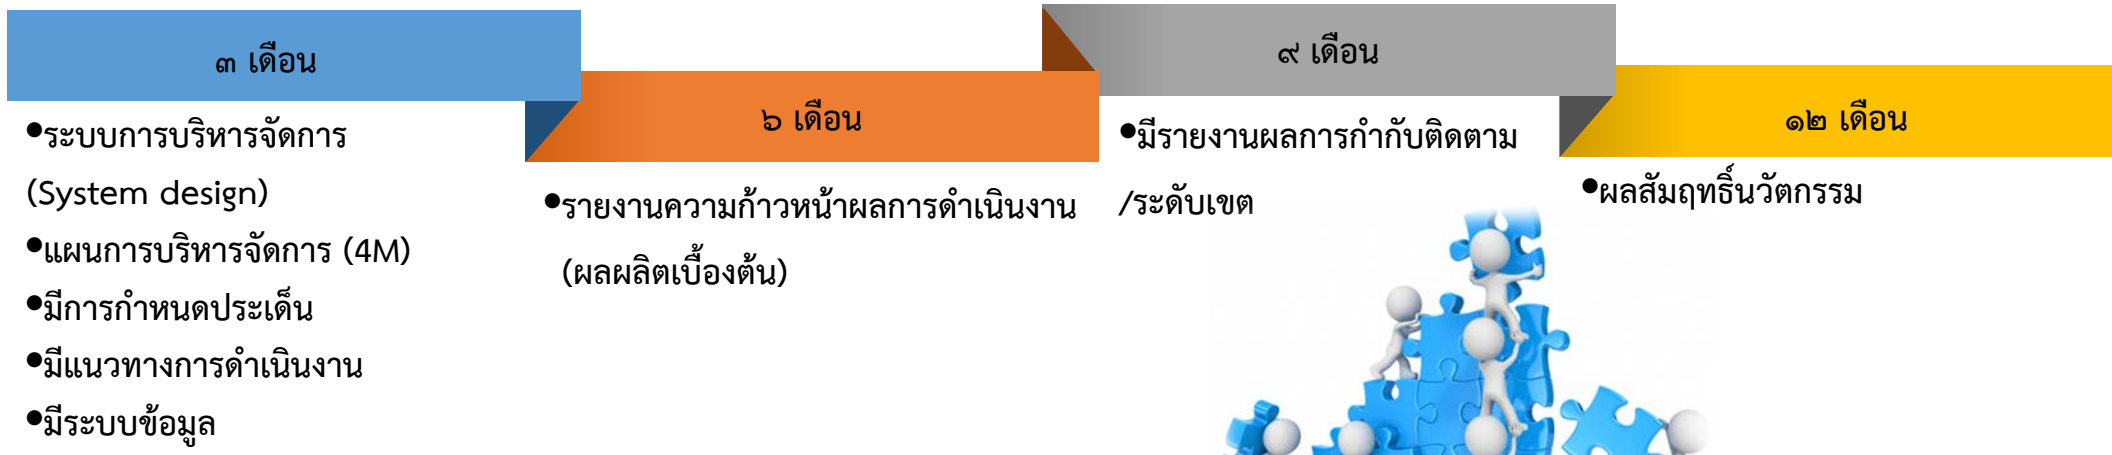 ๓ เดือน
•ระบบการบริหารจัดการ
(System design)
•แผนการบริหารจัดการ (4M)
•มีการกำหนดประเด็น
•มีแนวทางการดำเนินงาน
•มีระบบข้อมูล
๖ เดือน
•รายงานความก้าวหน้าผลการดำเนินงาน
(ผลผลิตเบื้องต้น)
๙ เดือน
•มีรายงานผลการกำกับติดตาม
/ระดับเขต
๑๒ เดือน
•ผลสัมฤทธิ์นวัตกรรม